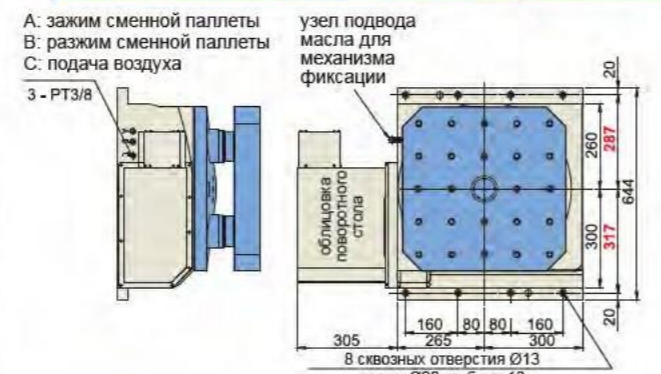 А: зажим сменной паллеты
В: разжим сменной паллеты
С: подача воздуха
3 - PT3/8
узел подвода
масла для
механизма
фиксации
облицовка
поворотного
стола
20
260
287
644
300
317
20
160 80 80 160
305 265 300
8 сквозных отверстия Ø13